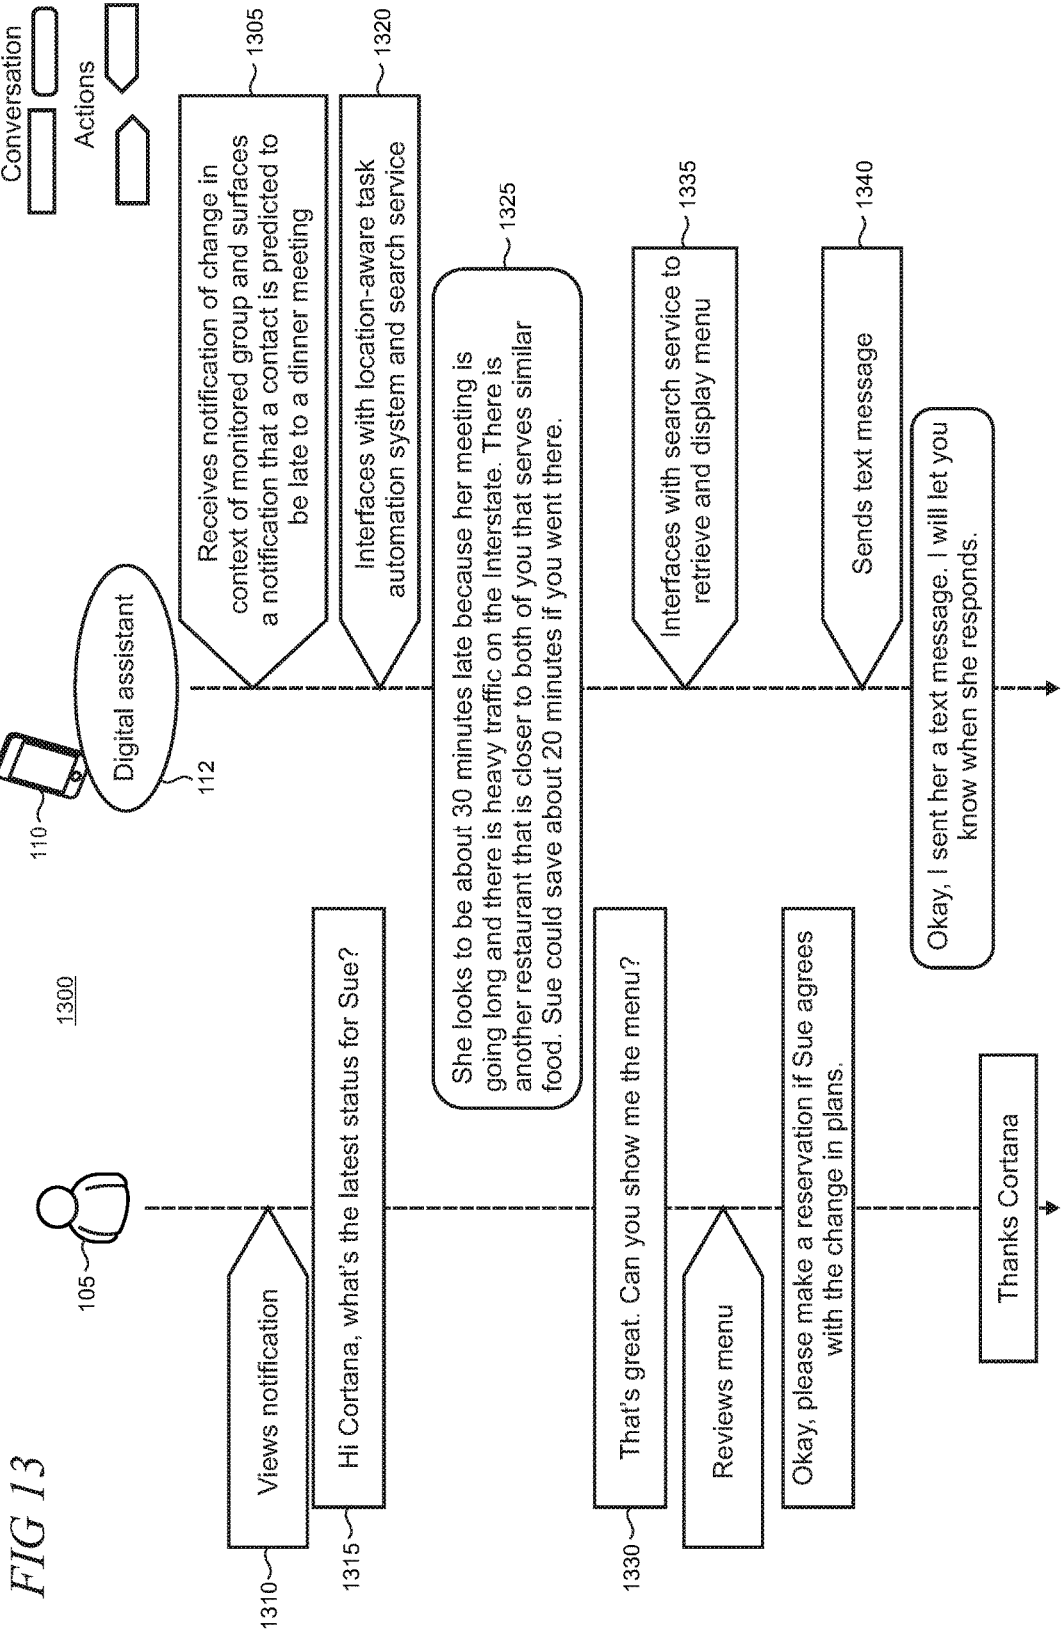 FIG 13
1300
Conversation
Actions
105
110
Digital assistant
112
Receives notification of change in
context of monitored group and surfaces
a notification that a contact is predicted to
be late to a dinner meeting
1305
Views notification
1310
Hi Cortana, what's the latest status for Sue?
1315
Interfaces with location-aware task
automation system and search service
1320
She looks to be about 30 minutes late because her meeting is
going long and there is heavy traffic on the Interstate. There is
another restaurant that is closer to both of you that serves similar
food. Sue could save about 20 minutes if you went there.
1325
That's great. Can you show me the menu?
1330
Interfaces with search service to
retrieve and display menu
1335
Reviews menu
Okay, please make a reservation if Sue agrees
with the change in plans.
Sends text message
1340
Okay, I sent her a text message. I will let you
know when she responds.
Thanks Cortana